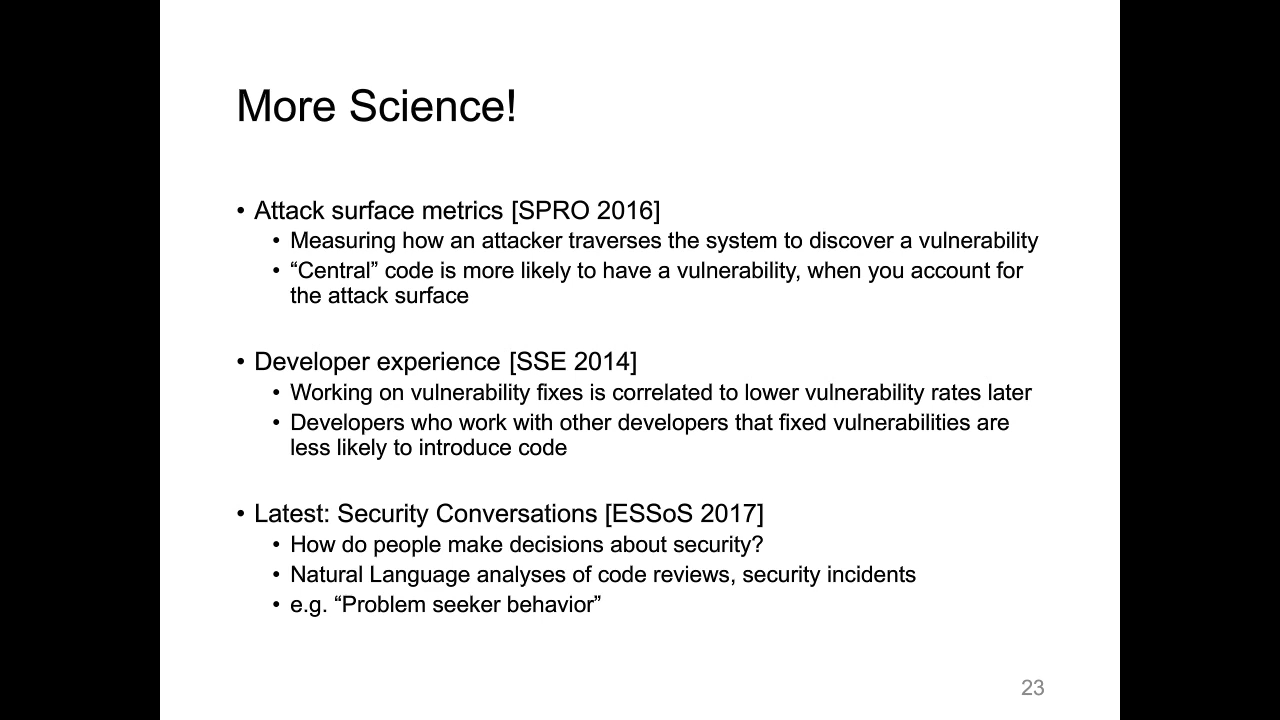 More Science!
• Attack surface metrics [SPRO 2016]
• Measuring how an attacker traverses the system to discover a vulnerability
• “Central” code is more likely to have a vulnerability, when you account for
the attack surface
• Developer experience [SSE 2014]
• Working on vulnerability fixes is correlated to lower vulnerability rates later
• Developers who work with other developers that fixed vulnerabilities are
less likely to introduce code
• Latest: Security Conversations [ESSoS 2017]
• How do people make decisions about security?
• Natural Language analyses of code reviews, security incidents
• e.g. “Problem seeker behavior”
23